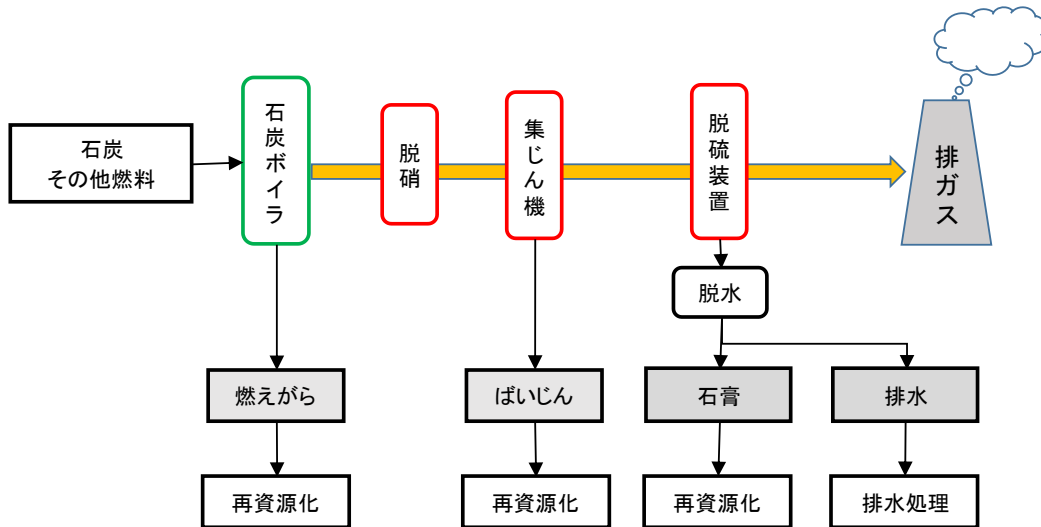 石炭
その他燃料
石炭ボイラ
脱硝
集じん機
脱硫装置
排ガス
脱水
燃えがら
ばいじん
石膏
排水
再資源化
再資源化
再資源化
排水処理